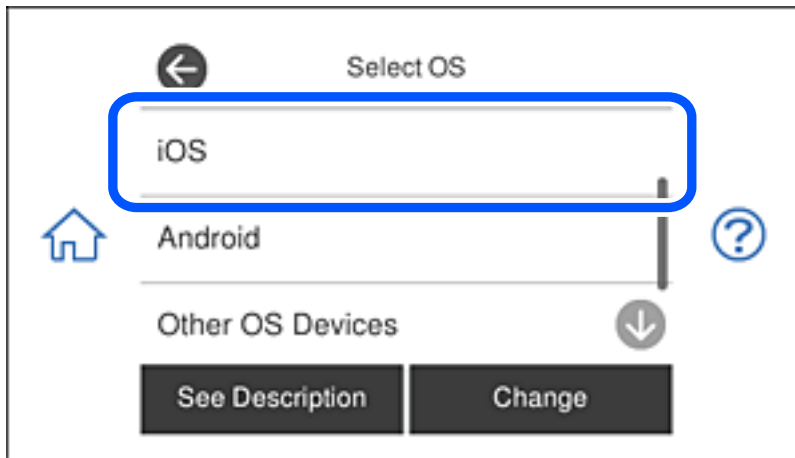 Select OS
iOS
Android
Other OS Devices
See Description
Change